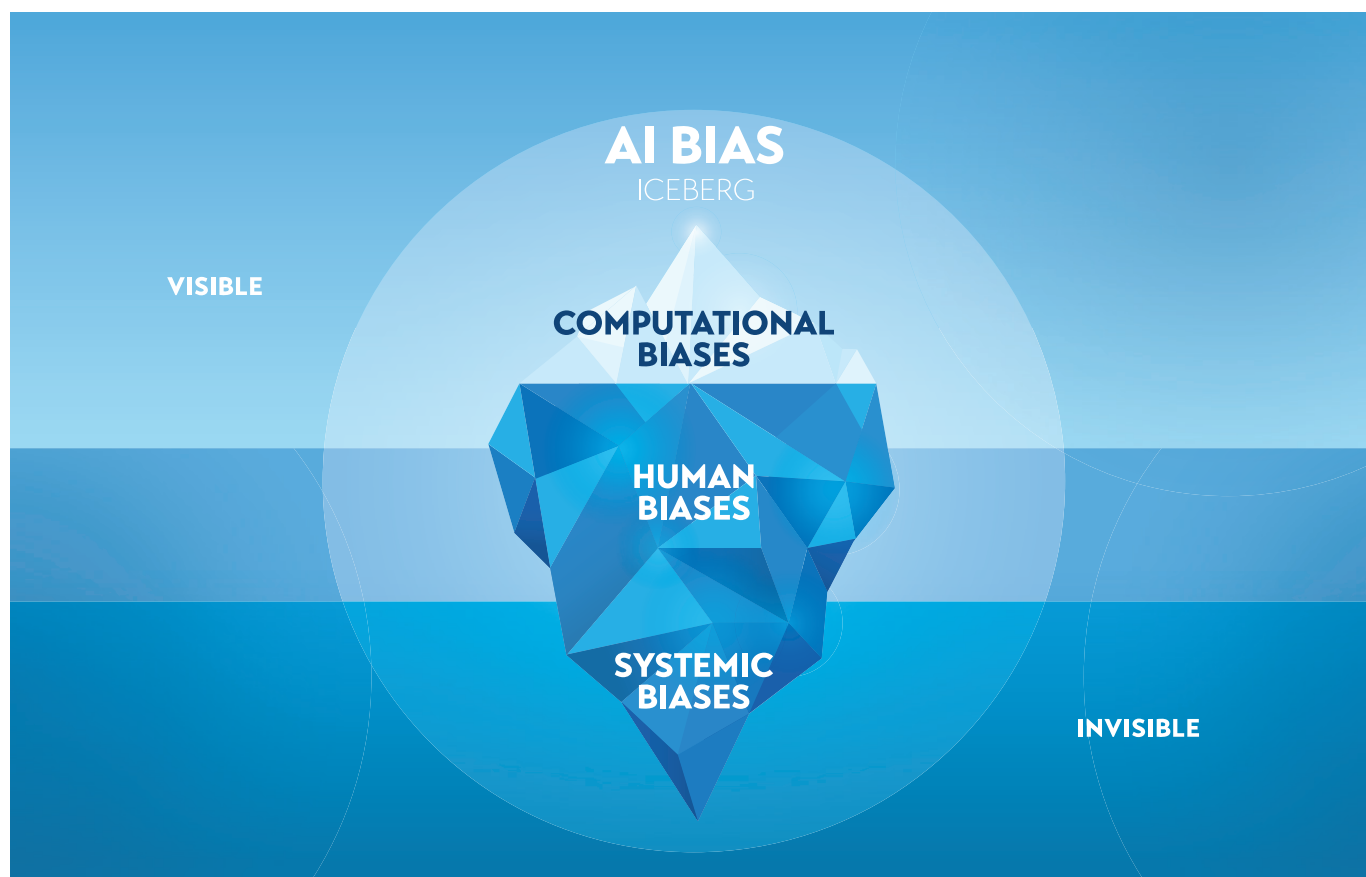 AI BIAS
ICEBERG
VISIBLE
COMPUTATIONAL
BIASES
HUMAN
BIASES
SYSTEMIC
BIASES
INVISIBLE